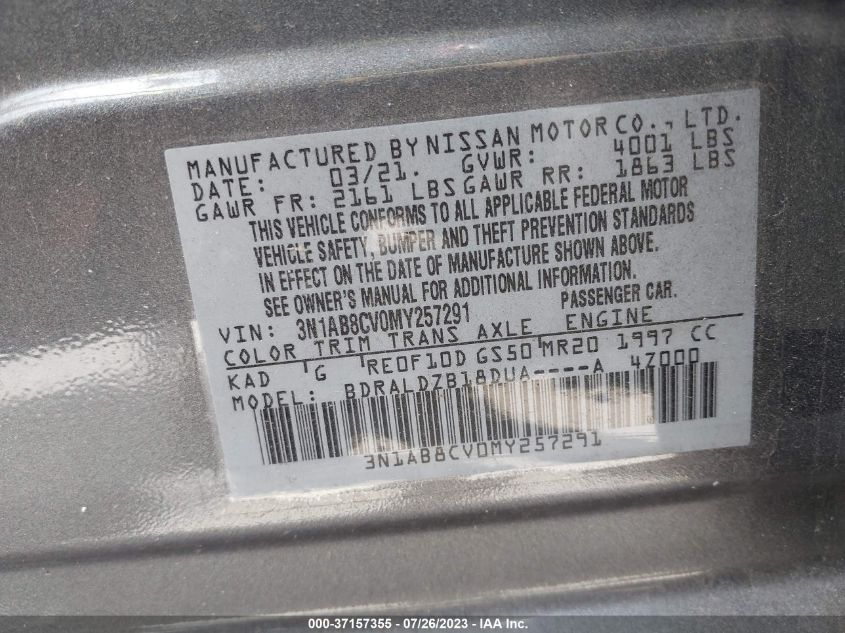 MANUFACTURED BY NISSAN MOTOR CO., LTD.
DATE: 03/21. GVWR: 4001 LBS
GAWR FR: 2161 LBS GAWR RR: 1863 LBS
THIS VEHICLE CONFORMS TO ALL APPLICABLE FEDERAL MOTOR
VEHICLE SAFETY, BUMPER AND THEFT PREVENTION STANDARDS
IN EFFECT ON THE DATE OF MANUFACTURE SHOWN ABOVE.
SEE OWNER'S MANUAL FOR ADDITIONAL INFORMATION.
VIN: 3N1AB8CV0MY257291 PASSENGER CAR.
COLOR TRIM TRANS AXLE ENGINE
KAD G RE0F10D GS50 MR20 1997 CC
MODEL: BDRALDZB18DUA----A 4Z000
3N1AB8CV0MY257291
000-37157355 - 07/26/2023 - Copyright © IAA, LLC.